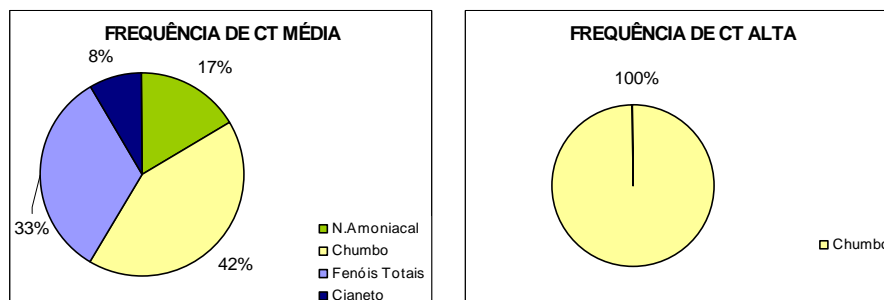 FREQUÊNCIA DE CT MÉDIA
8%
17%
33%
42%
N.Amoniacal
Chumbo
Fenóis Totais
Cianeto
FREQUÊNCIA DE CT ALTA
100%
Chumbo